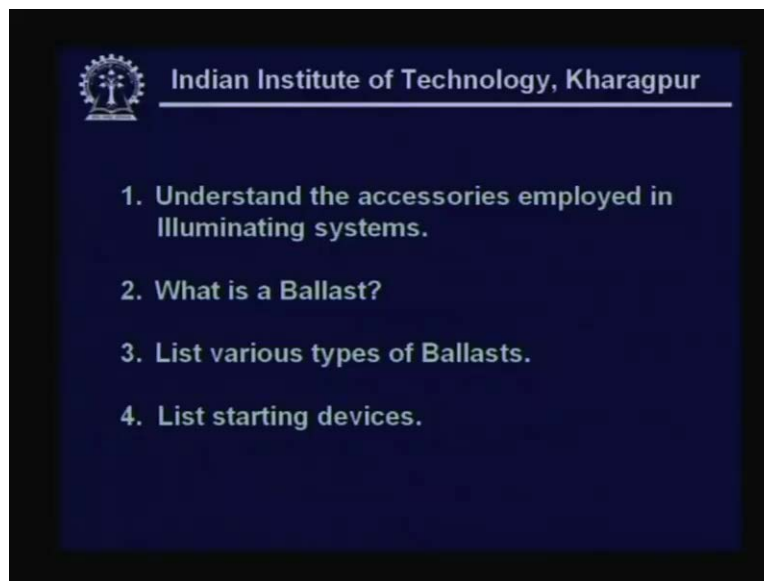 Indian Institute of Technology, Kharagpur
1. Understand the accessories employed in
Illuminating systems.
2. What is a Ballast?
3. List various types of Ballasts.
4. List starting devices.